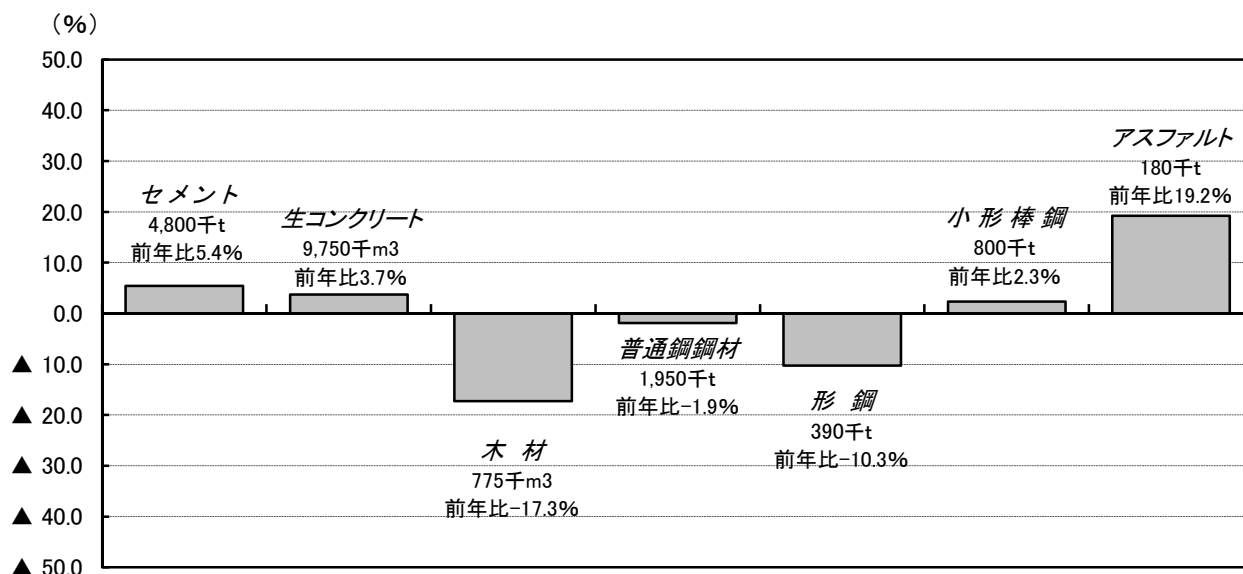 （%）
50.0
40.0
30.0
20.0
10.0
0.0
▲ 10.0
▲ 20.0
▲ 30.0
▲ 40.0
▲ 50.0
セメント
4,800千t
前年比5.4%
生コンクリート
9,750千m3
前年比3.7%
木 材
775千m3
前年比-17.3%
普通鋼鋼材
1,950千t
前年比-1.9%
形 鋼
390千t
前年比-10.3%
小 形 棒 鋼
800千t
前年比2.3%
アスファルト
180千t
前年比19.2%